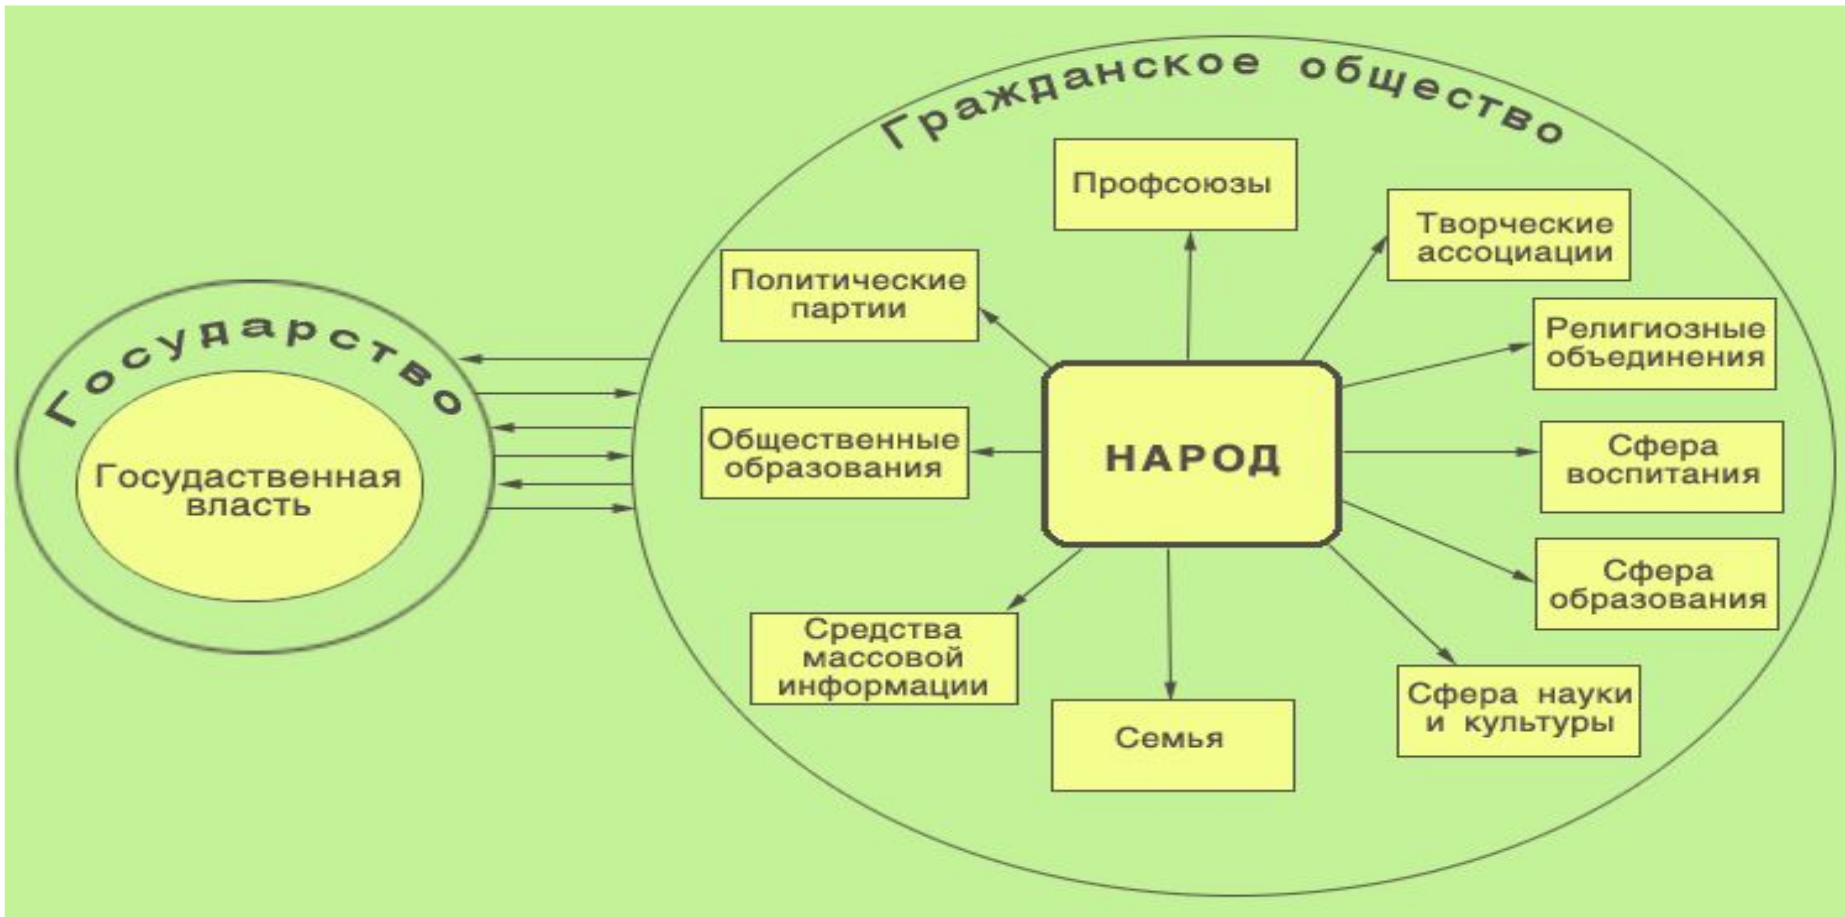 Гражданское общество
Профсоюзы
Творческие
ассоциации
Политические
партии
Религиозные
объединения
Государство
Государственная
власть
Общественные
образования
НАРОД
Сфера
воспитания
Сфера
образования
Средства
массовой
информации
Семья
Сфера науки
и культуры